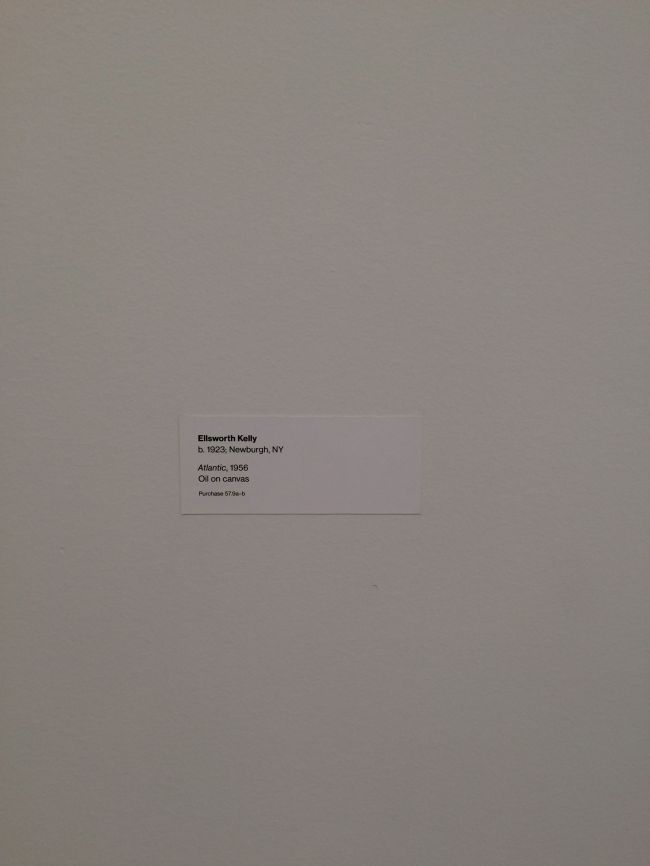 Ellsworth Kelly
b. 1923; Newburgh, NY
Atlantic, 1956
Oil on canvas
Purchase 57.9a–b